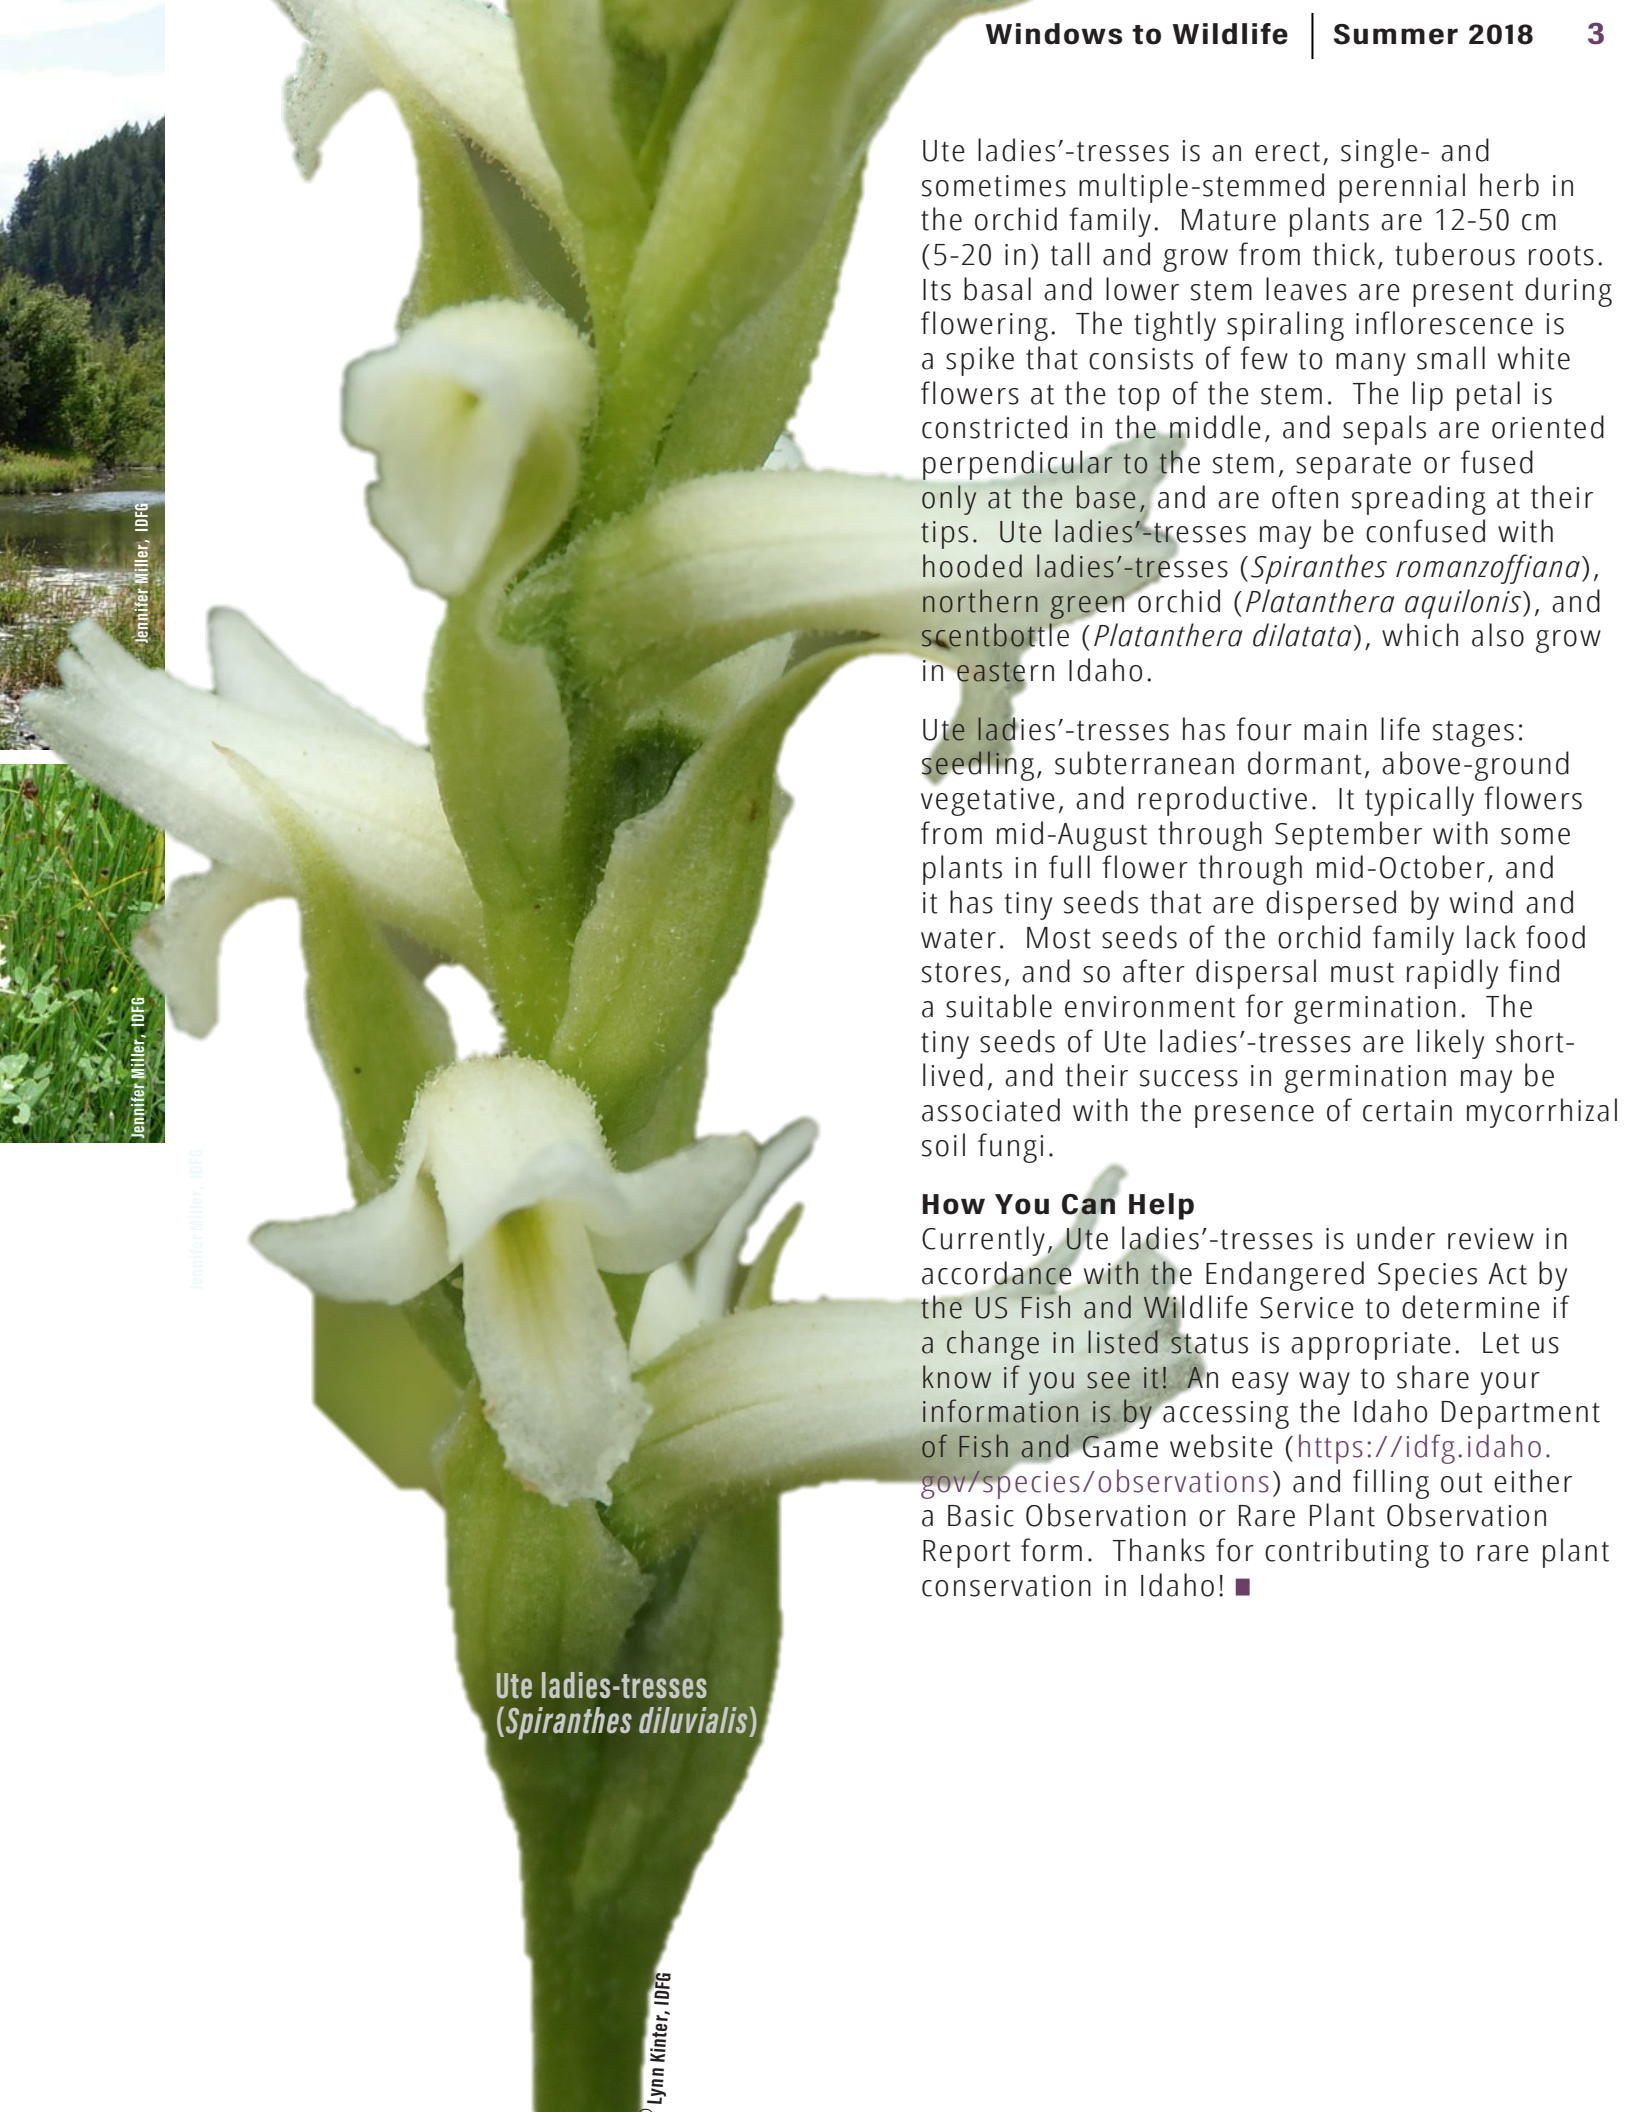 Windows to Wildlife | Summer 2018 3
Ute ladies’-tresses is an erect, single- and
sometimes multiple-stemmed perennial herb in
the orchid family.  Mature plants are 12-50 cm
(5-20 in) tall and grow from thick, tuberous roots.
Its basal and lower stem leaves are present during
flowering.  The tightly spiraling inflorescence is
a spike that consists of few to many small white
flowers at the top of the stem.  The lip petal is
constricted in the middle, and sepals are oriented
perpendicular to the stem, separate or fused
only at the base, and are often spreading at their
tips.  Ute ladies’-tresses may be confused with
hooded ladies’-tresses (Spiranthes romanzoffiana),
northern green orchid (Platanthera aquilonis), and
scentbottle (Platanthera dilatata), which also grow
in eastern Idaho.
Ute ladies’-tresses has four main life stages:
seedling, subterranean dormant, above-ground
vegetative, and reproductive.  It typically flowers
from mid-August through September with some
plants in full flower through mid-October, and
it has tiny seeds that are dispersed by wind and
water.  Most seeds of the orchid family lack food
stores, and so after dispersal must rapidly find
a suitable environment for germination.  The
tiny seeds of Ute ladies’-tresses are likely short-
lived, and their success in germination may be
associated with the presence of certain mycorrhizal
soil fungi.
How You Can Help
Currently, Ute ladies’-tresses is under review in
accordance with the Endangered Species Act by
the US Fish and Wildlife Service to determine if
a change in listed status is appropriate.  Let us
know if you see it!  An easy way to share your
information is by accessing the Idaho Department
of Fish and Game website (https://idfg.idaho.
gov/species/observations) and filling out either
a Basic Observation or Rare Plant Observation
Report form.  Thanks for contributing to rare plant
conservation in Idaho!
Jennifer Miller, IDFG
Jennifer Miller, IDFG
Jennifer Miller, IDFG
Ute ladies-tresses
(Spiranthes diluvialis)
© Lynn Kinter, IDFG